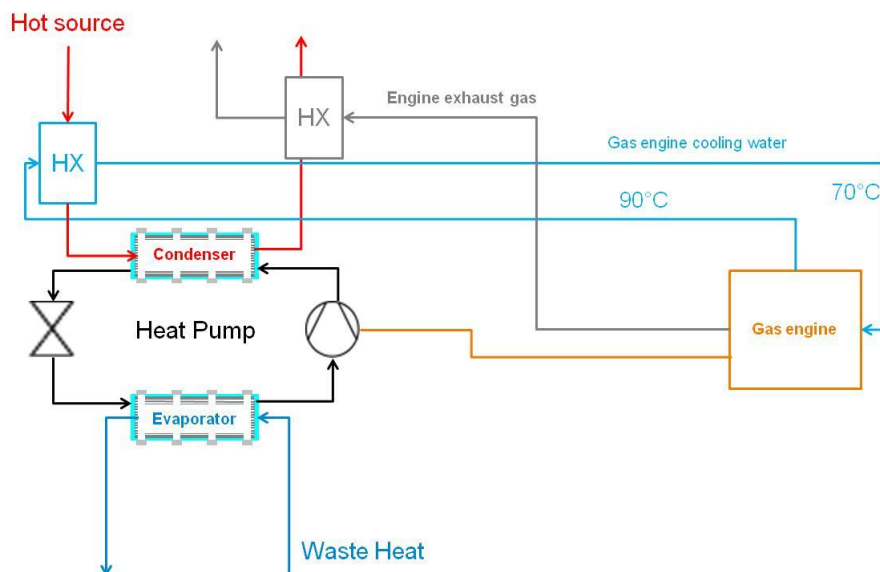 Hot source
HX
Engine exhaust gas
HX
Gas engine cooling water
90°C
70°C
Condenser
Heat Pump
Gas engine
Evaporator
Waste Heat